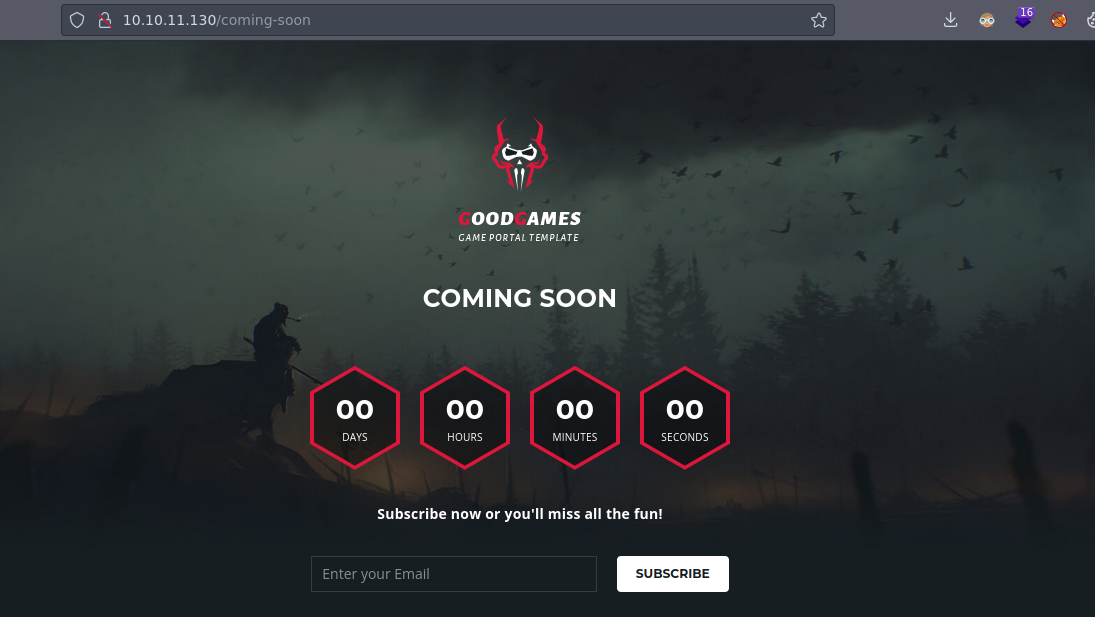 10.10.11.130/coming-soon
16
GOODGAMES
GAME PORTAL TEMPLATE
COMING SOON
00 00 00 00
DAYS HOURS MINUTES SECONDS
Subscribe now or you'll miss all the fun!
Enter your Email SUBSCRIBE